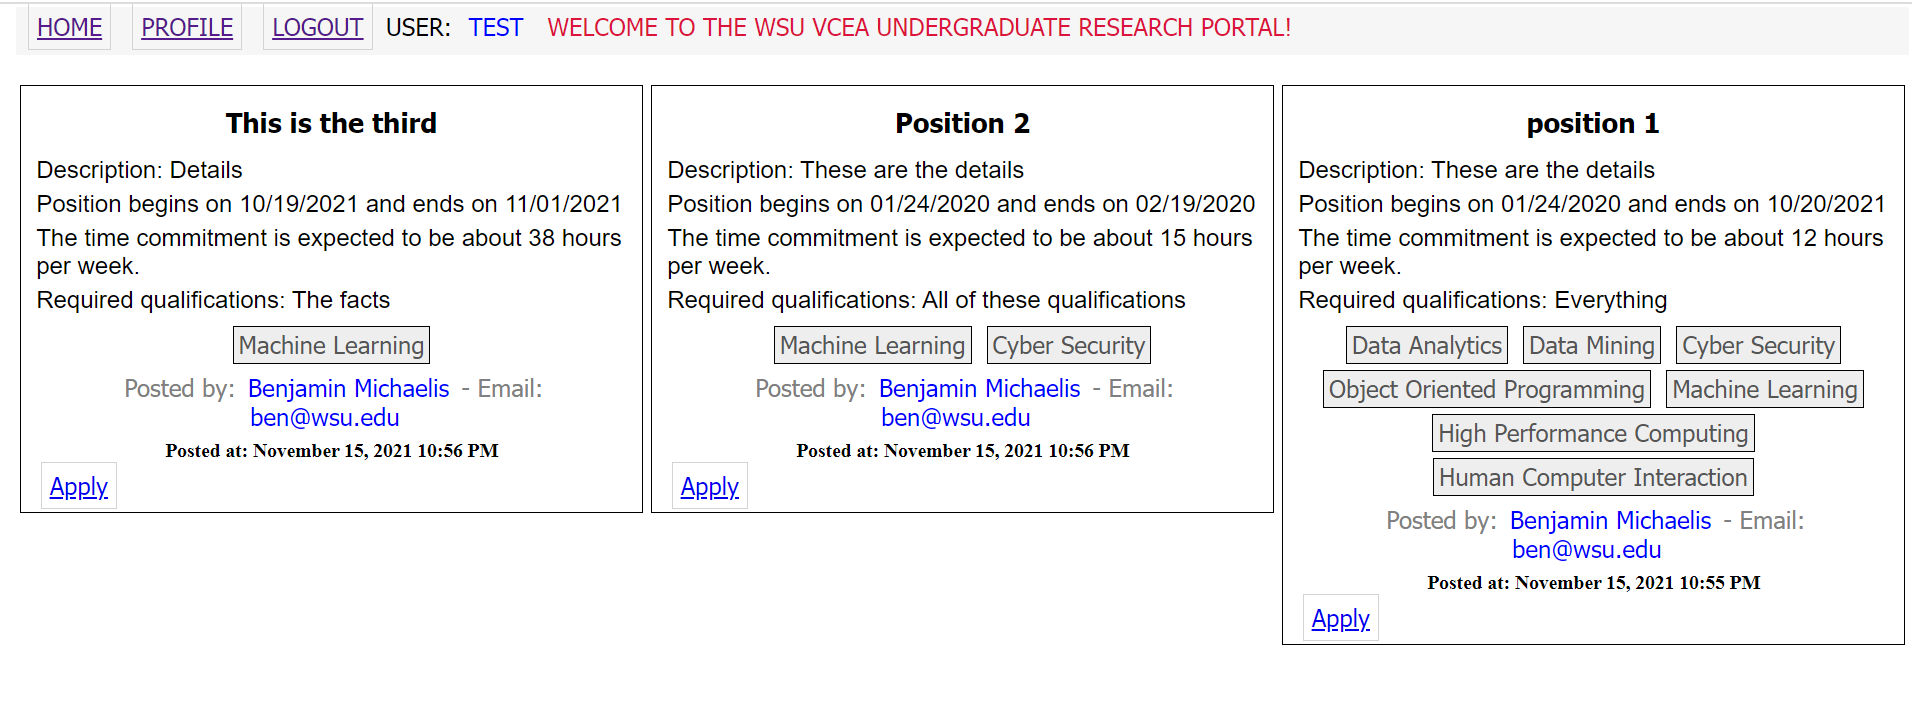 HOME PROFILE LOGOUT USER: TEST WELCOME TO THE WSU VCEA UNDERGRADUATE RESEARCH PORTAL!
This is the third
Description: Details
Position begins on 10/19/2021 and ends on 11/01/2021
The time commitment is expected to be about 38 hours
per week.
Required qualifications: The facts
Machine Learning
Posted by: Benjamin Michaelis - Email:
ben@wsu.edu
Posted at: November 15, 2021 10:56 PM
Apply
Position 2
Description: These are the details
Position begins on 01/24/2020 and ends on 02/19/2020
The time commitment is expected to be about 15 hours
per week.
Required qualifications: All of these qualifications
Machine Learning Cyber Security
Posted by: Benjamin Michaelis - Email:
ben@wsu.edu
Posted at: November 15, 2021 10:56 PM
Apply
position 1
Description: These are the details
Position begins on 01/24/2020 and ends on 10/20/2021
The time commitment is expected to be about 12 hours
per week.
Required qualifications: Everything
Data Analytics Data Mining Cyber Security
Object Oriented Programming Machine Learning
High Performance Computing
Human Computer Interaction
Posted by: Benjamin Michaelis - Email:
ben@wsu.edu
Posted at: November 15, 2021 10:55 PM
Apply